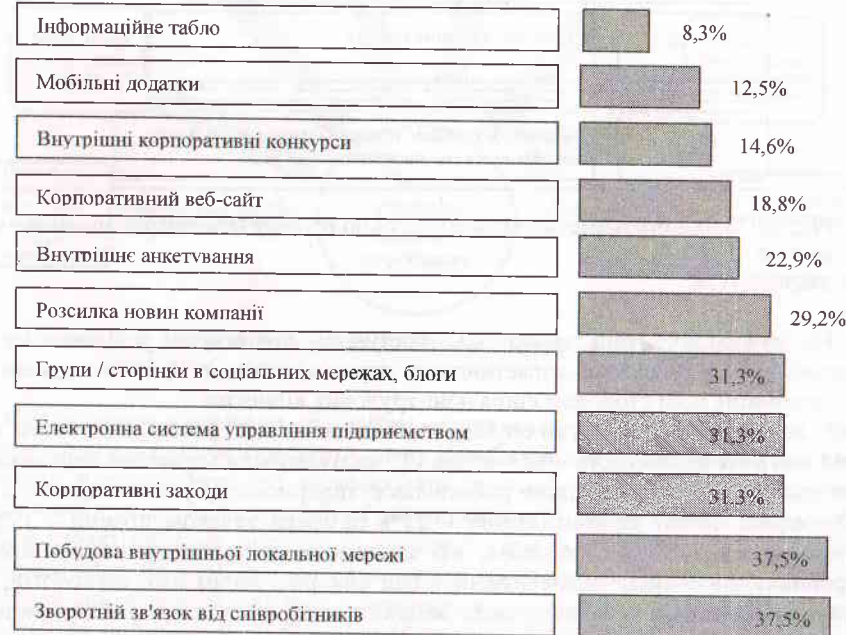 Інформаційне табло 8,3%
Мобільні додатки 12,5%
Внутрішні корпоративні конкурси 14,6%
Корпоративний веб-сайт 18,8%
Внутрішнє анкетування 22,9%
Розсилка новин компанії 29,2%
Групи / сторінки в соціальних мережах, блоги 31,3%
Електронна система управління підприємством 31,3%
Корпоративні заходи 31,3%
Побудова внутрішньої локальної мережі 37,5%
Зворотній зв'язок від співробітників 37,5%